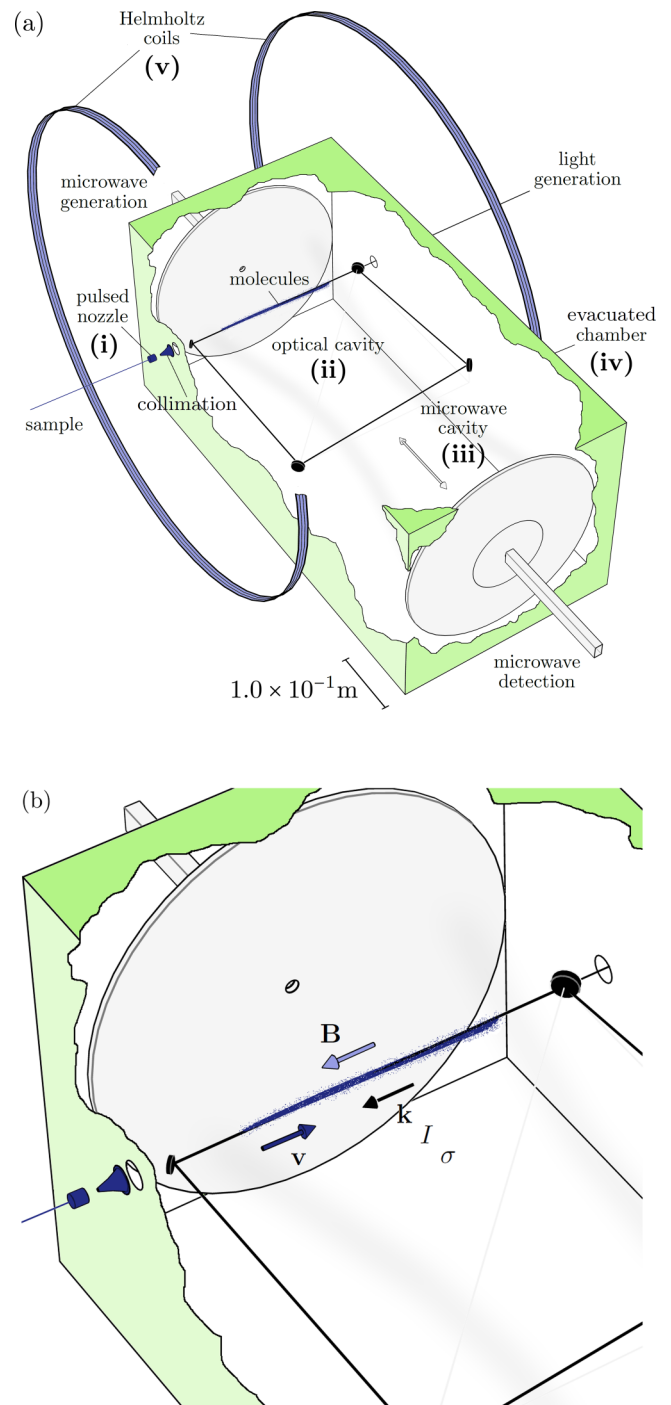 (a)
Helmholtz
coils
(v)
microwave
generation
light
generation
molecules
pulsed
nozzle
(i)
evacuated
chamber
(iv)
optical cavity
(ii)
collimation
sample
microwave
cavity
(iii)
microwave
detection
1.0 × 10⁻¹m
(b)
B
k
I
σ
v